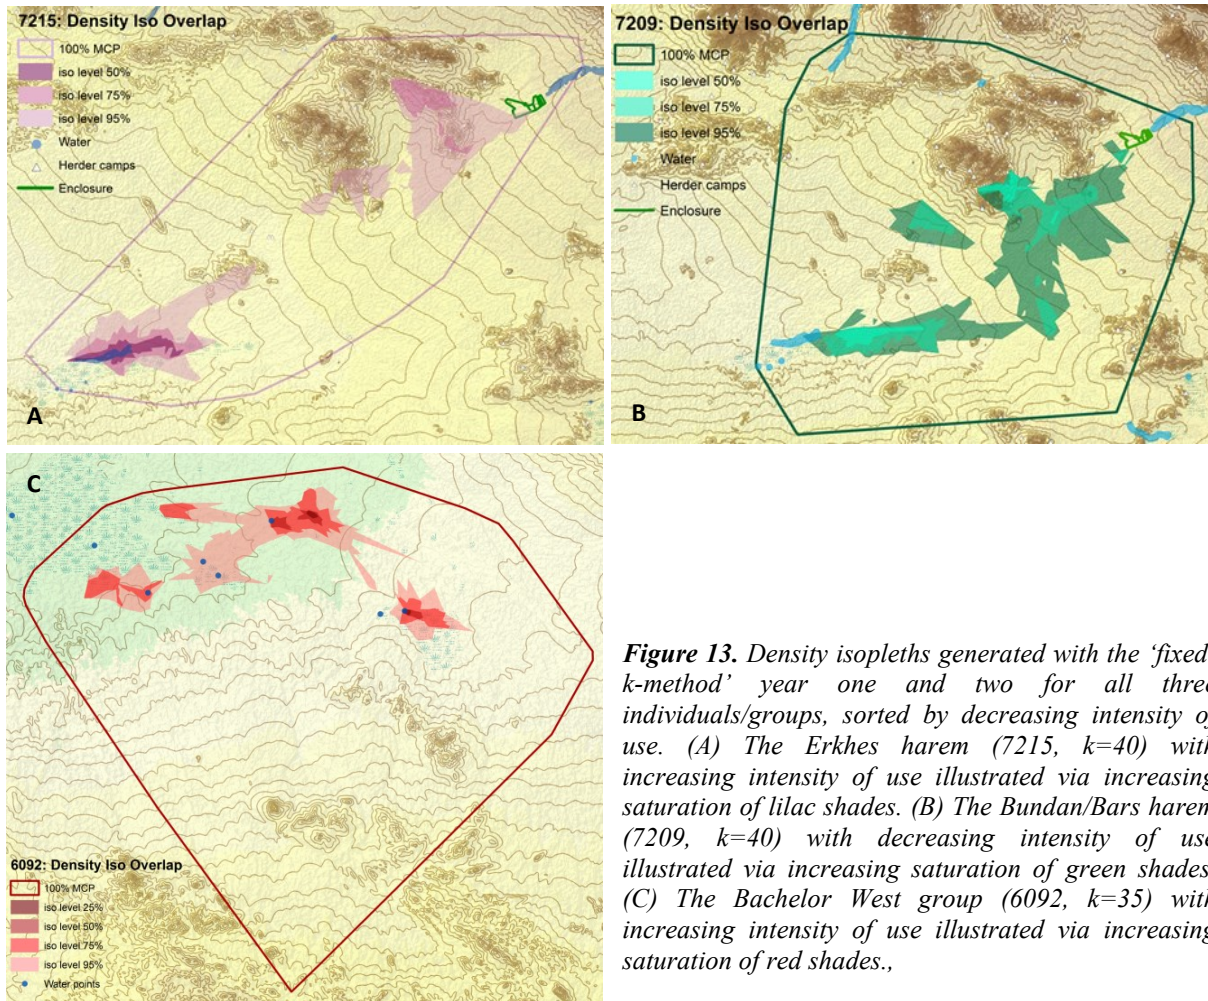 7215: Density Iso Overlap
100% MCP
iso level 50%
iso level 75%
iso level 95%
Water
Herder camps
Enclosure
A
7209: Density Iso Overlap
100% MCP
iso level 50%
iso level 75%
iso level 95%
Water
Herder camps
Enclosure
B
C
6092: Density Iso Overlap
100% MCP
iso level 25%
iso level 50%
iso level 75%
iso level 95%
Water points
Figure 13. Density isopleths generated with the ‘fixed
k-method’ year one and two for all three
individuals/groups, sorted by decreasing intensity of
use. (A) The Erkhes harem (7215, k=40) with
increasing intensity of use illustrated via increasing
saturation of lilac shades. (B) The Bundan/Bars harem
(7209, k=40) with decreasing intensity of use
illustrated via increasing saturation of green shades
(C) The Bachelor West group (6092, k=35) with
increasing intensity of use illustrated via increasing
saturation of red shades.,